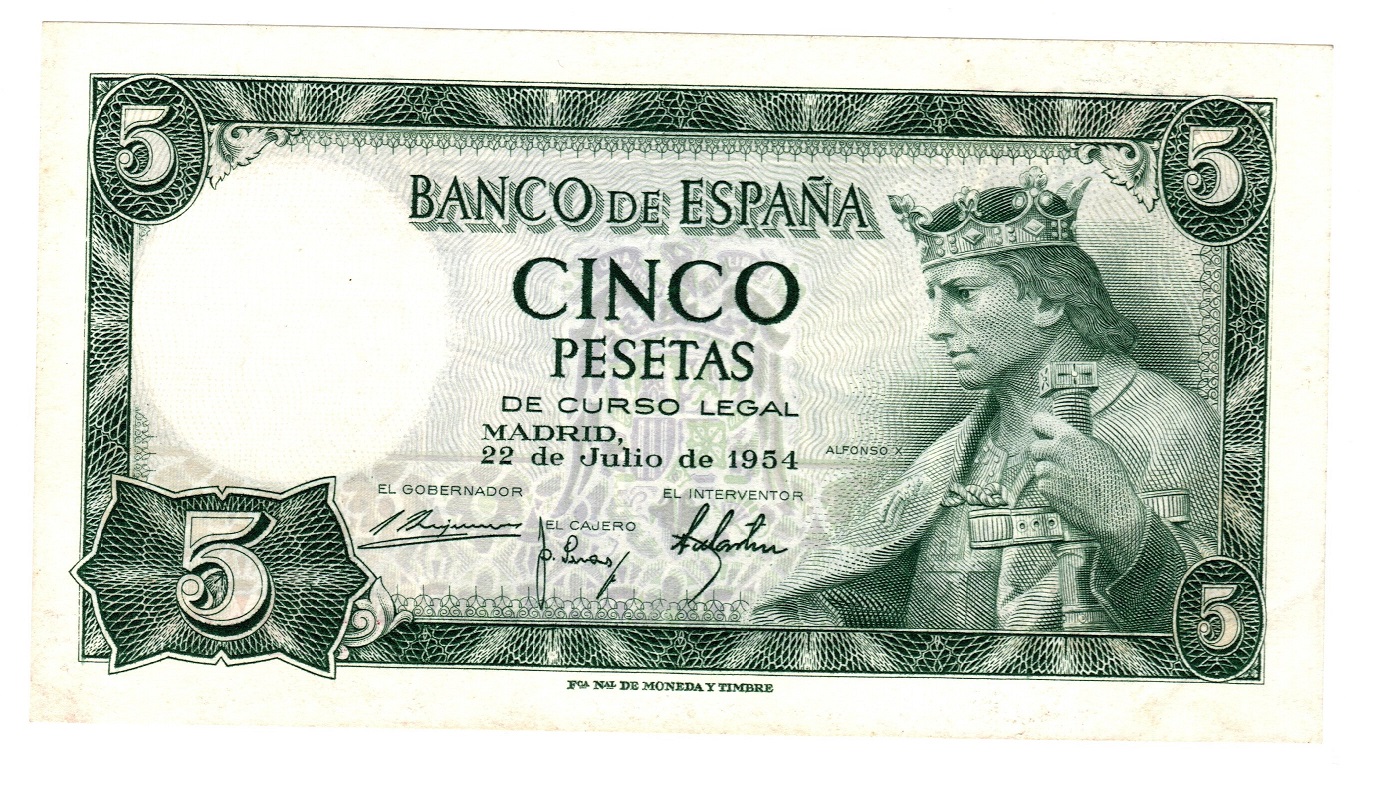 5
5
BANCO DE ESPAÑA
CINCO
PESETAS
DE CURSO LEGAL
MADRID,
22 de Julio de 1954
ALFONSO X
EL GOBERNADOR
EL INTERVENTOR
EL CAJERO
5
5
FCA NAL DE MONEDA Y TIMBRE